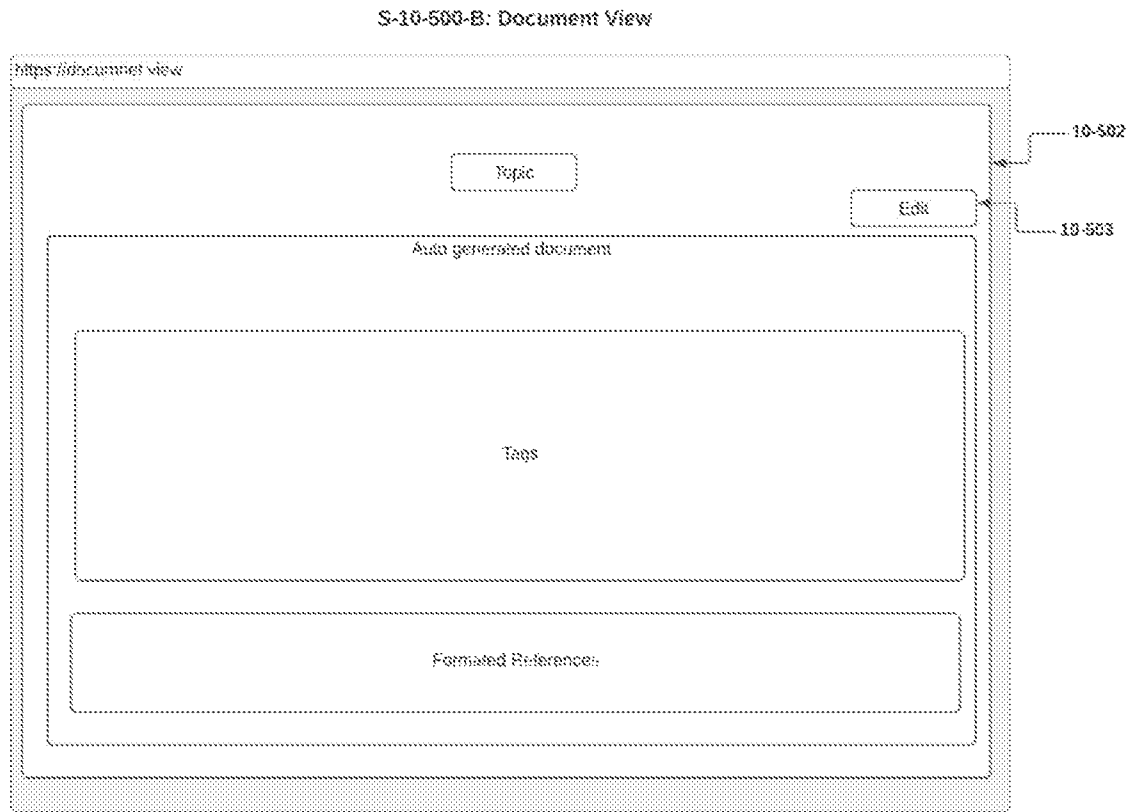 S-10-500-B: Document View
https://documnet view
10-502
Topic
Edit
10-503
Auto generated document
Tags
Formated References